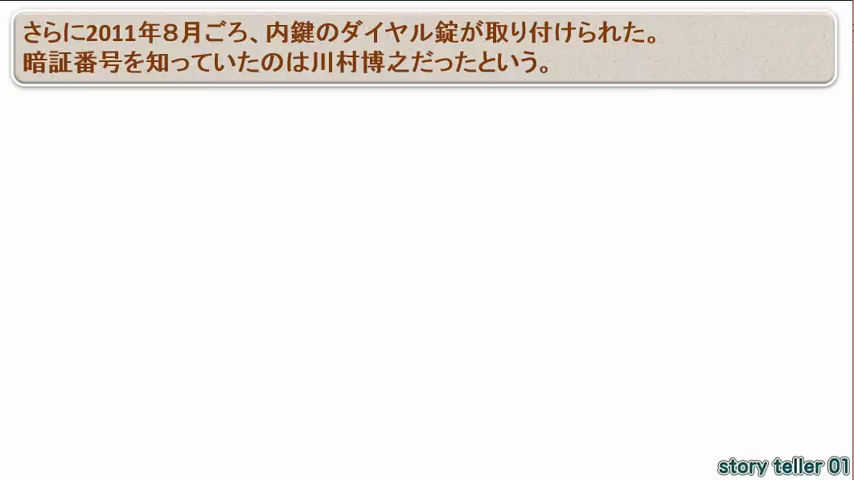 さらに2011年８月ごろ、内鍵のダイヤル錠が取り付けられた。
暗証番号を知っていたのは川村博之だったという。
story teller 01